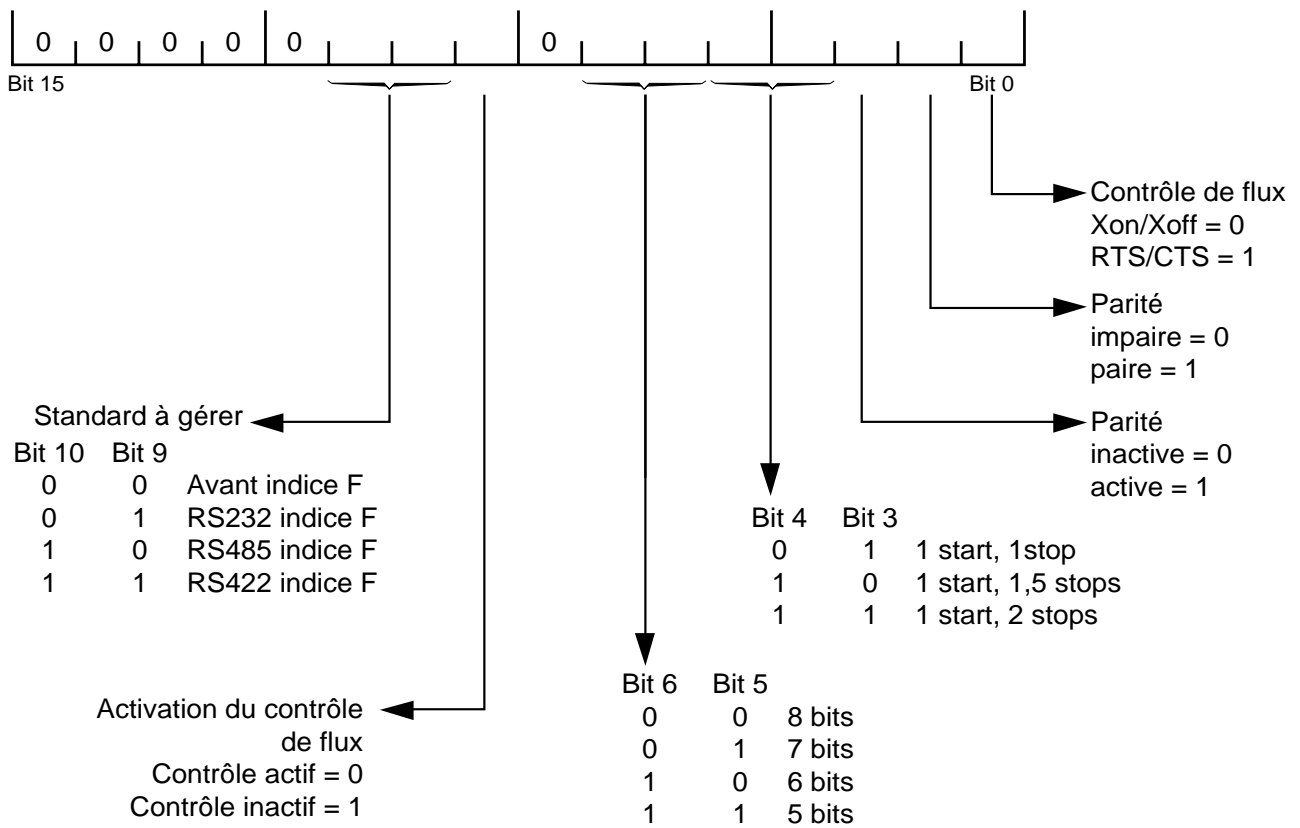 0 0 0 0 0 0
Bit 15 Bit 0
Contrôle de flux
Xon/Xoff = 0
RTS/CTS = 1
Parité
impaire = 0
paire = 1
Standard à gérer
Bit 10 Bit 9
0 0 Avant indice F
0 1 RS232 indice F
1 0 RS485 indice F
1 1 RS422 indice F
Parité
inactive = 0
active = 1
Bit 4 Bit 3
0 1 1 start, 1stop
1 0 1 start, 1,5 stops
1 1 1 start, 2 stops
Activation du contrôle
de flux
Contrôle actif = 0
Contrôle inactif = 1
Bit 6 Bit 5
0 0 8 bits
0 1 7 bits
1 0 6 bits
1 1 5 bits